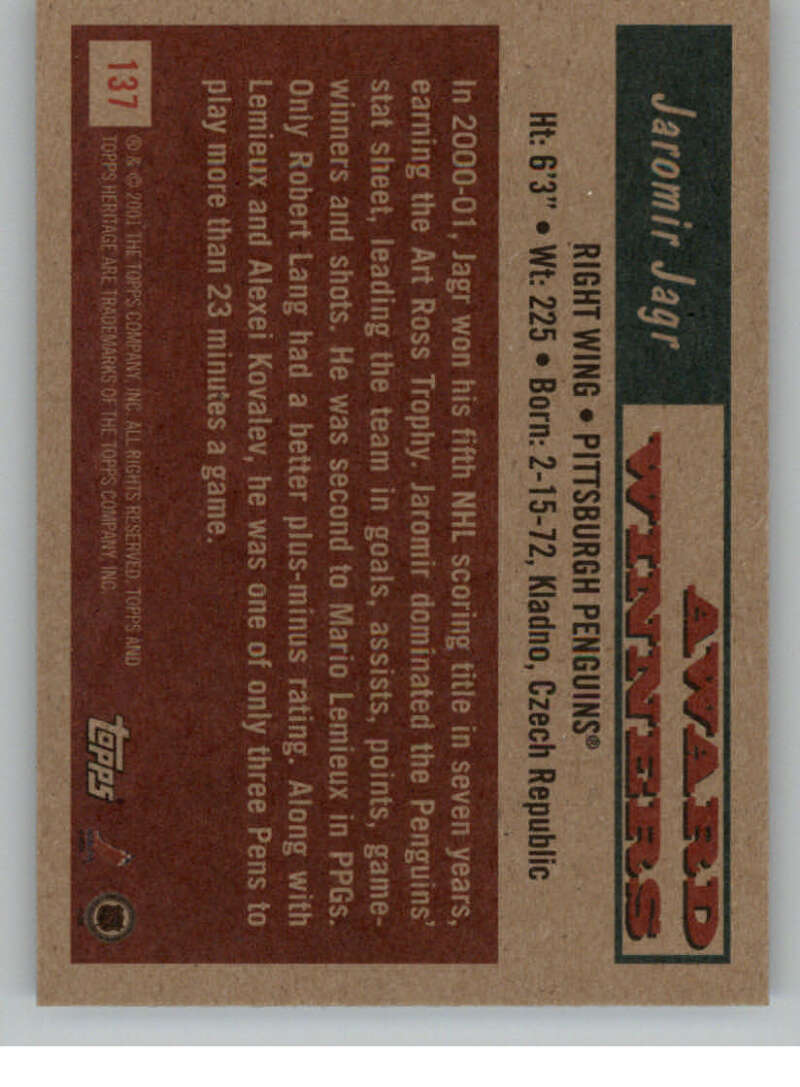 Jaromir Jagr
AWARD
WINNERS
RIGHT WING • PITTSBURGH PENGUINS®
Ht: 6'3" • Wt: 225 • Born: 2-15-72, Kladno, Czech Republic
In 2000-01, Jagr won his fifth NHL scoring title in seven years,
earning the Art Ross Trophy. Jaromir dominated the Penguins'
stat sheet, leading the team in goals, assists, points, game-
winners and shots. He was second to Mario Lemieux in PPGs.
Only Robert Lang had a better plus-minus rating. Along with
Lemieux and Alexei Kovalev, he was one of only three Pens to
play more than 23 minutes a game.
137
® & © 2001 THE TOPPS COMPANY, INC. ALL RIGHTS RESERVED. TOPPS AND
TOPPS HERITAGE ARE TRADEMARKS OF THE TOPPS COMPANY, INC.
topps